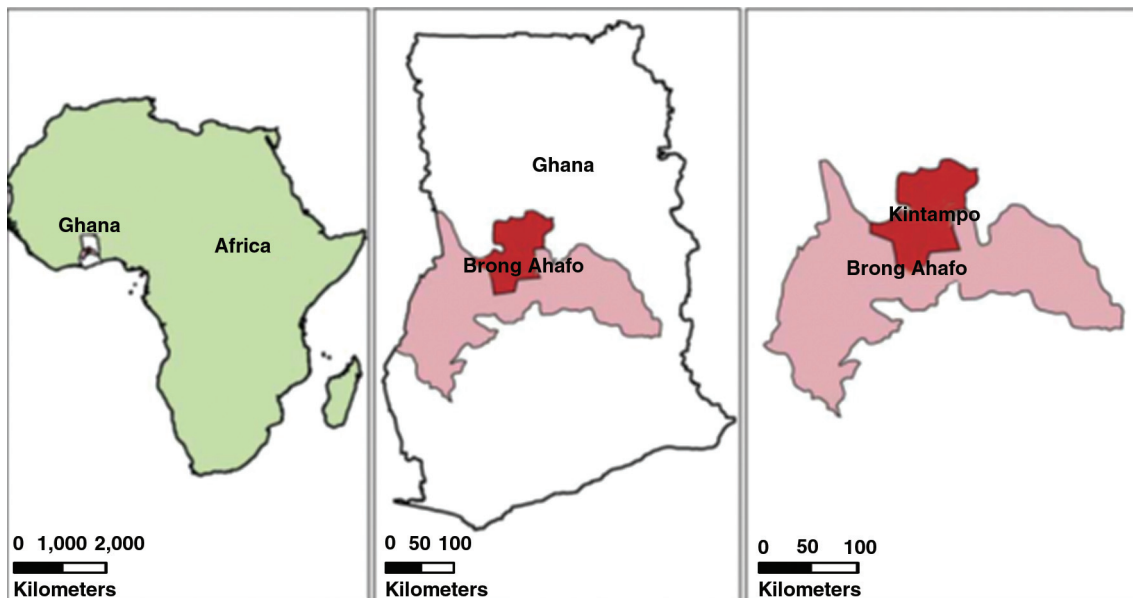 Ghana
Africa
0 1,000 2,000
Kilometers
Ghana
Brong Ahafo
0 50 100
Kilometers
Kintampo
Brong Ahafo
0 50 100
Kilometers